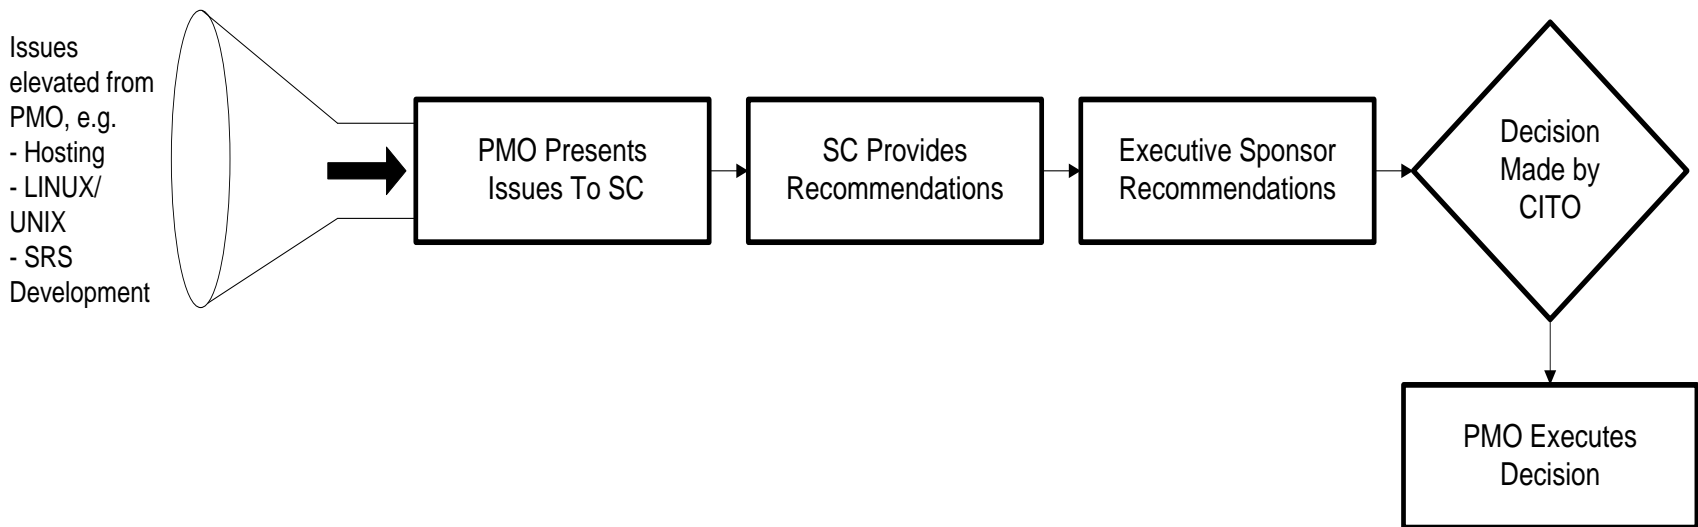 Issues
elevated from
PMO, e.g.
- Hosting
- LINUX/
UNIX
- SRS
Development
PMO Presents
Issues To SC
SC Provides
Recommendations
Executive Sponsor
Recommendations
Decision
Made by
CITO
PMO Executes
Decision